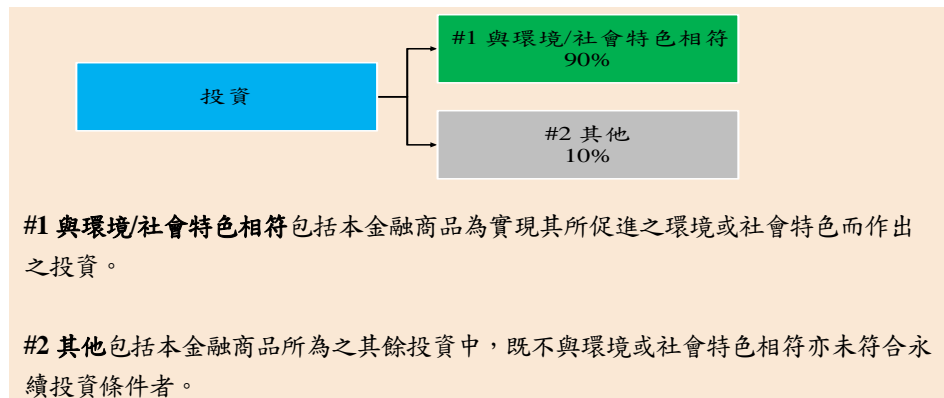 #1 與環境/社會特色相符
90%
投資
#2 其他
10%
#1 與環境/社會特色相符包括本金融商品為實現其所促進之環境或社會特色而作出
之投資。
#2 其他包括本金融商品所為之其餘投資中，既不與環境或社會特色相符亦未符合永
續投資條件者。